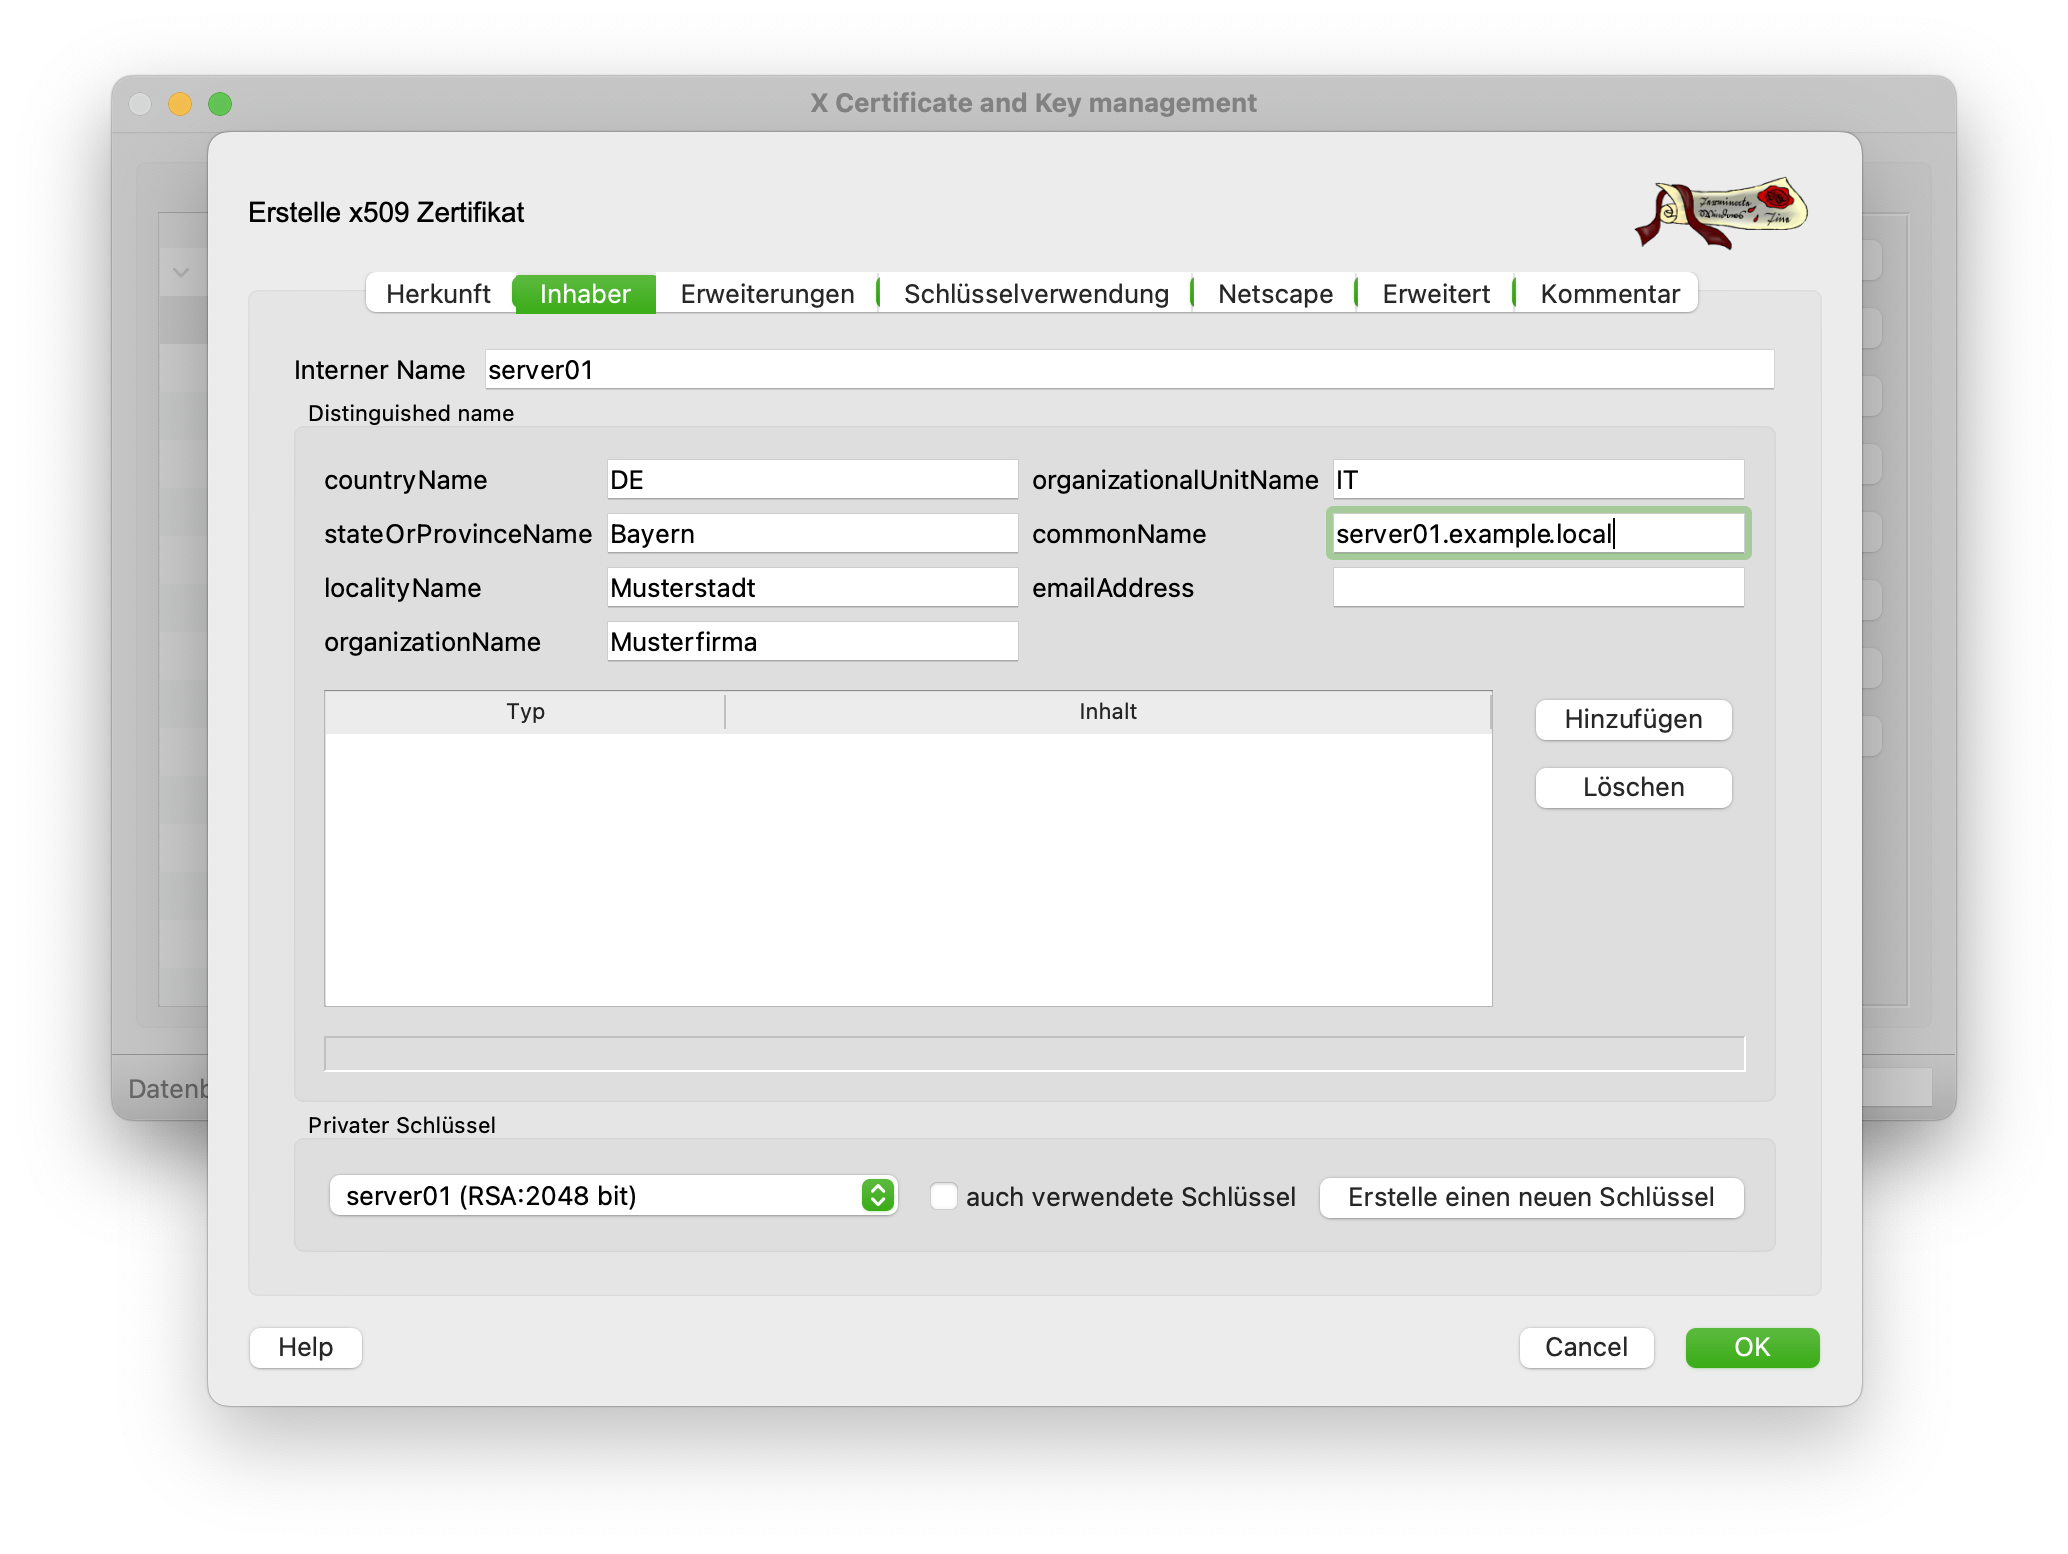 X Certificate and Key management
Erstelle x509 Zertifikat
Herkunft Inhaber Erweiterungen Schlüsselverwendung Netscape Erweitert Kommentar
Interner Name server01
Distinguished name
countryName DE organizationalUnitName IT
stateOrProvinceName Bayern commonName server01.example.local
localityName Musterstadt emailAddress
organizationName Musterfirma
Typ Inhalt
Hinzufügen
Löschen
Datenb
Privater Schlüssel
server01 (RSA:2048 bit) auch verwendete Schlüssel Erstelle einen neuen Schlüssel
Help Cancel OK